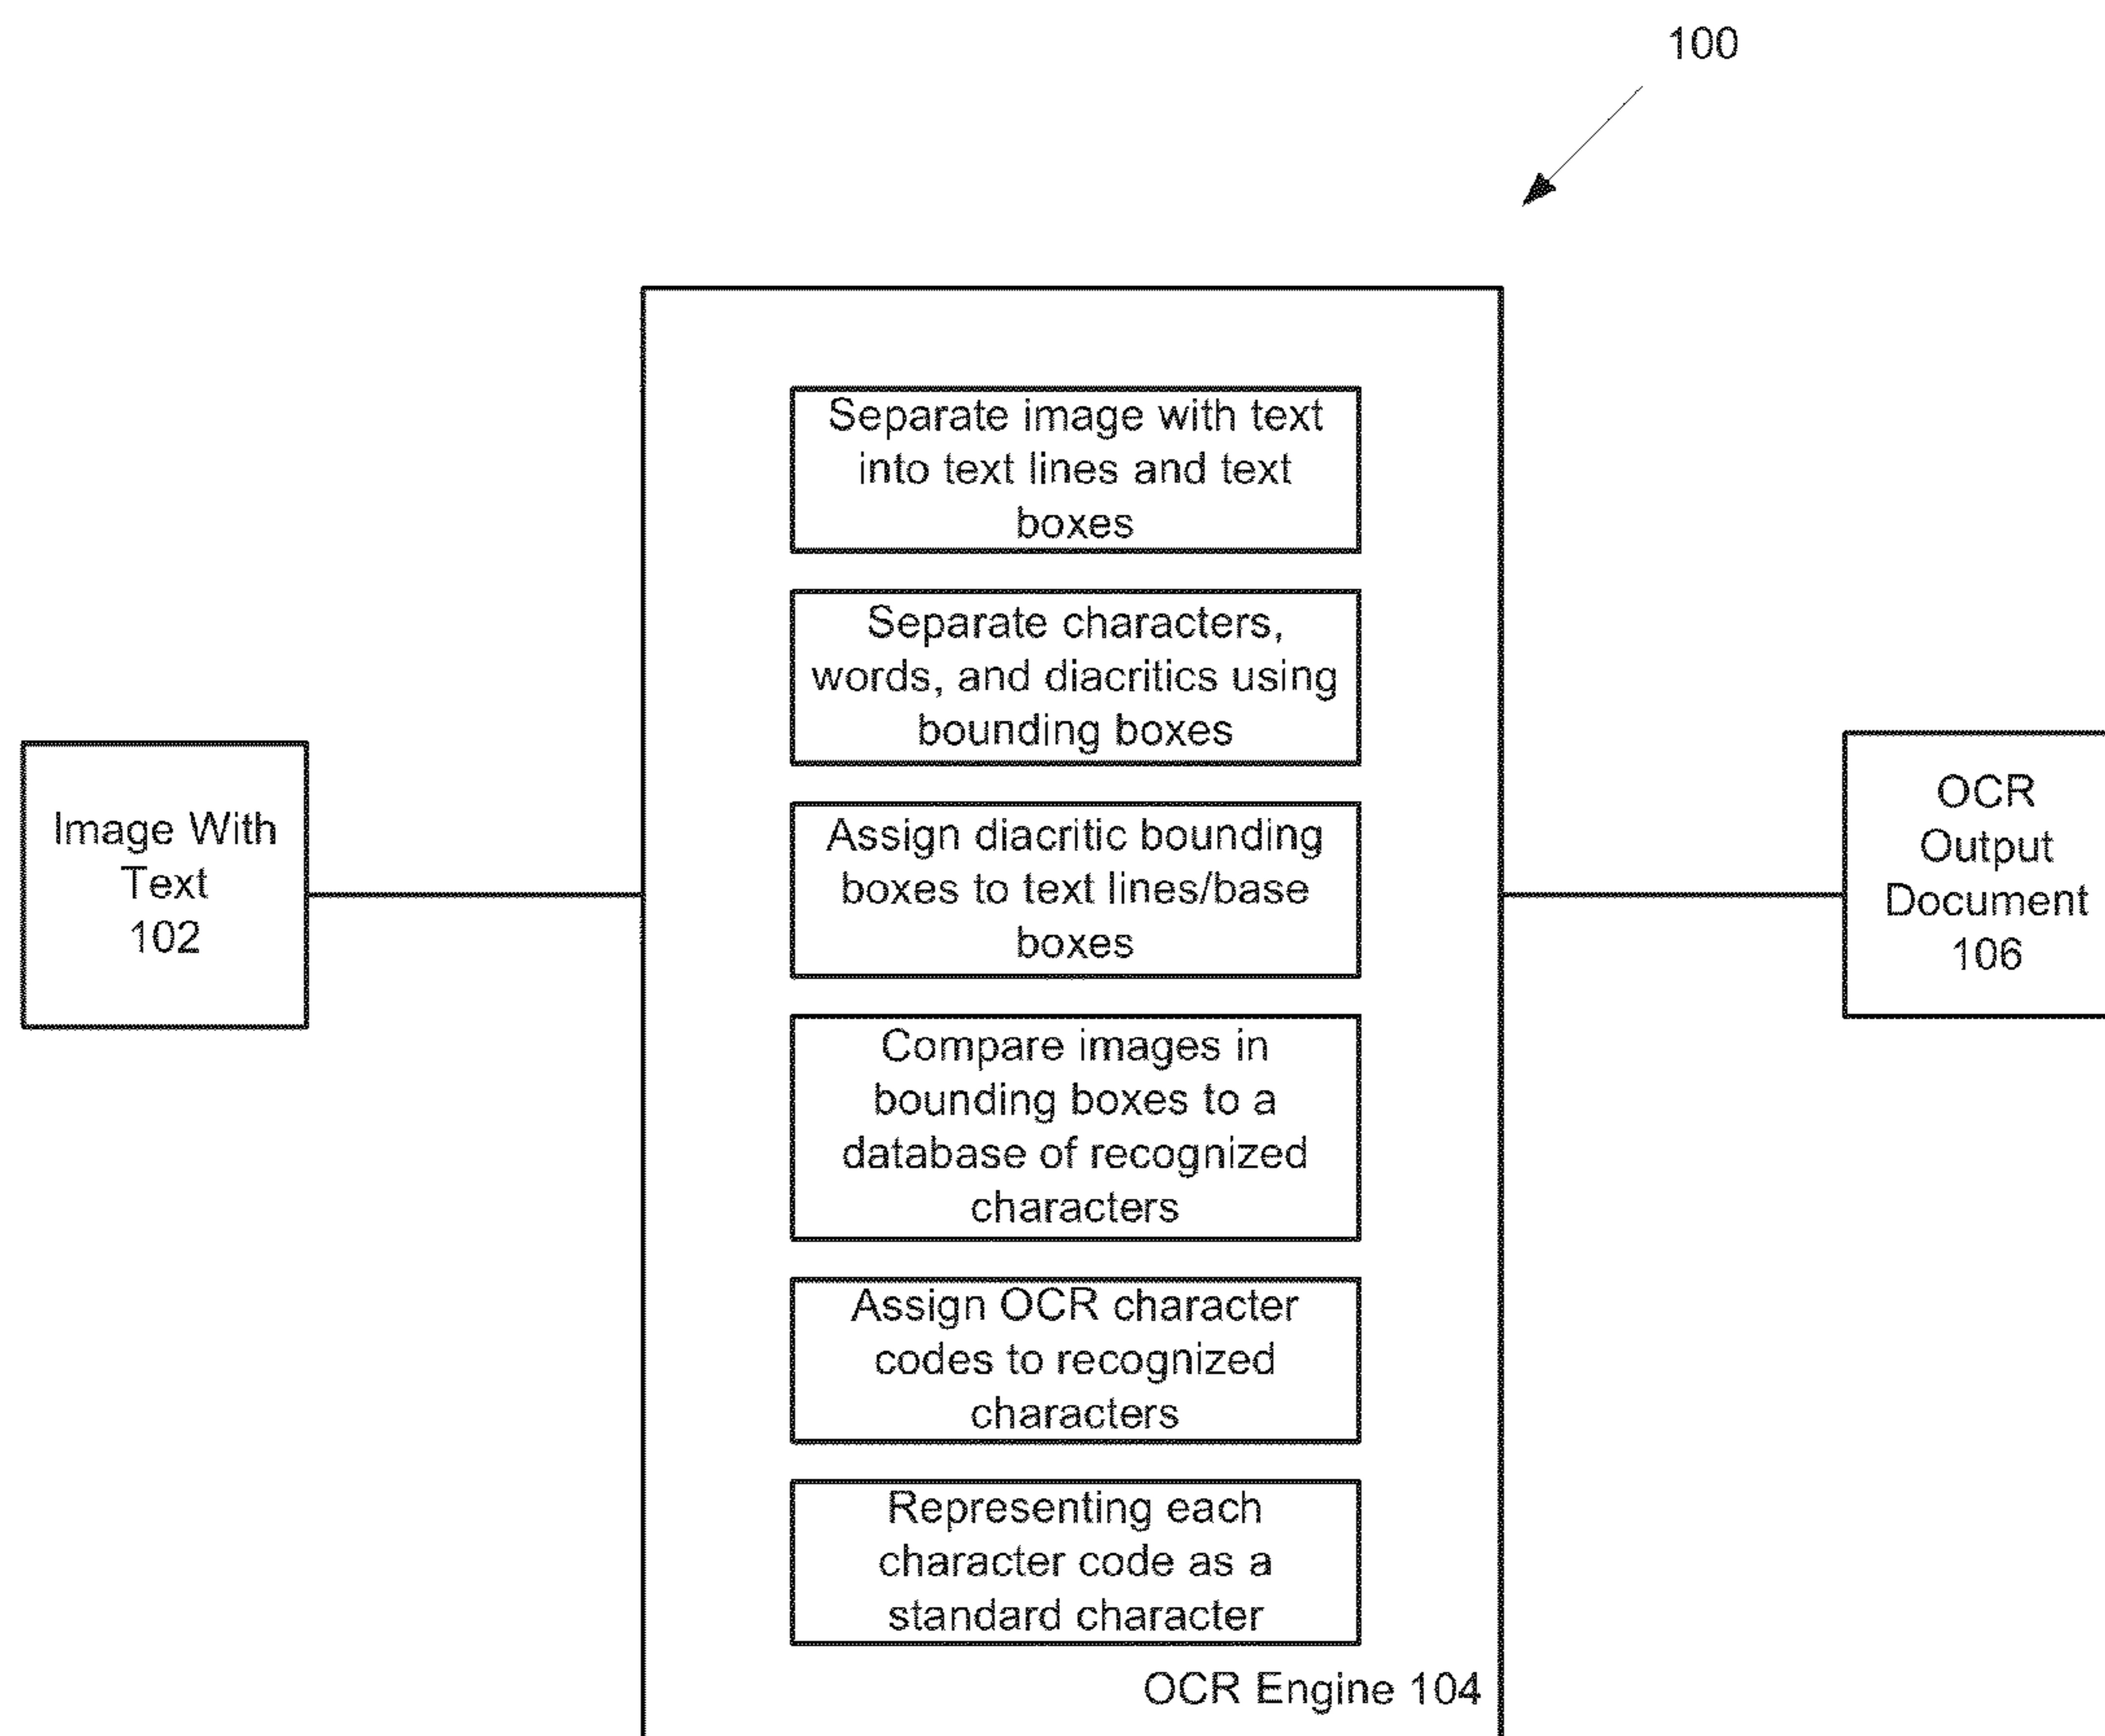 100
Separate image with text
into text lines and text
boxes
Separate characters,
words, and diacritics using
bounding boxes
Image With
Text
102
Assign diacritic bounding
boxes to text lines/base
boxes
OCR
Output
Document
106
Compare images in
bounding boxes to a
database of recognized
characters
Assign OCR character
codes to recognized
characters
Representing each
character code as a
standard character
OCR Engine 104